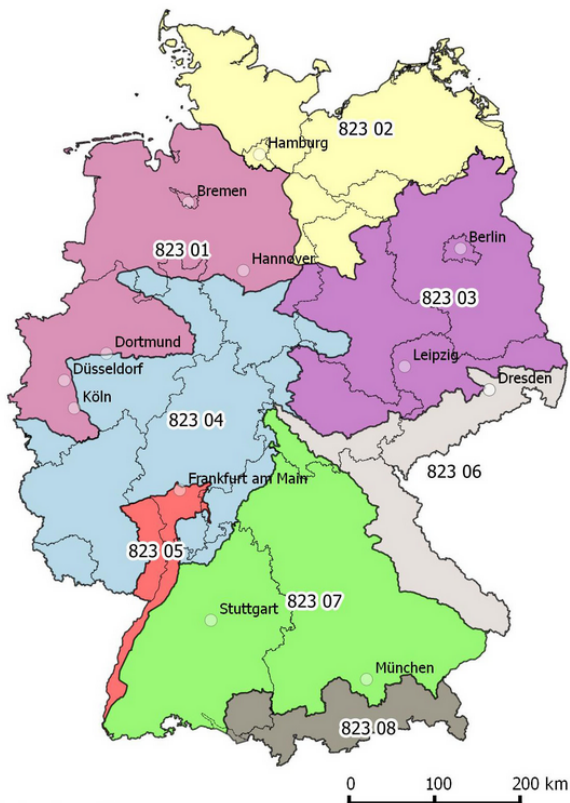 Hamburg
823 02
Bremen
823 01
Berlin
Hannover
823 03
Dortmund
Leipzig
Düsseldorf
Dresden
Köln
823 04
823 06
Frankfurt am Main
823 05
823 07
Stuttgart
München
823 08
0 100 200 km